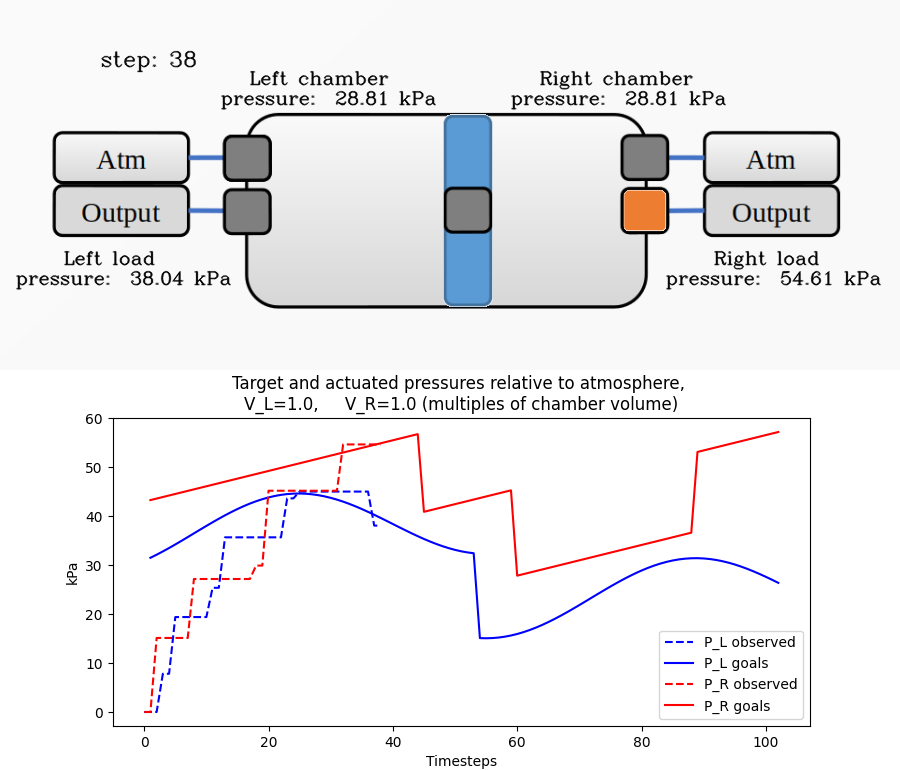 step: 38
Left chamber
pressure: 28.81 kPa
Right chamber
pressure: 28.81 kPa
Atm
Output
Atm
Output
Left load
pressure: 38.04 kPa
Right load
pressure: 54.61 kPa
Target and actuated pressures relative to atmosphere,
V_L=1.0, V_R=1.0 (multiples of chamber volume)
60
50
40
30
20
10
0
kPa
0 20 40 60 80 100
Timesteps
P_L observed
P_L goals
P_R observed
P_R goals